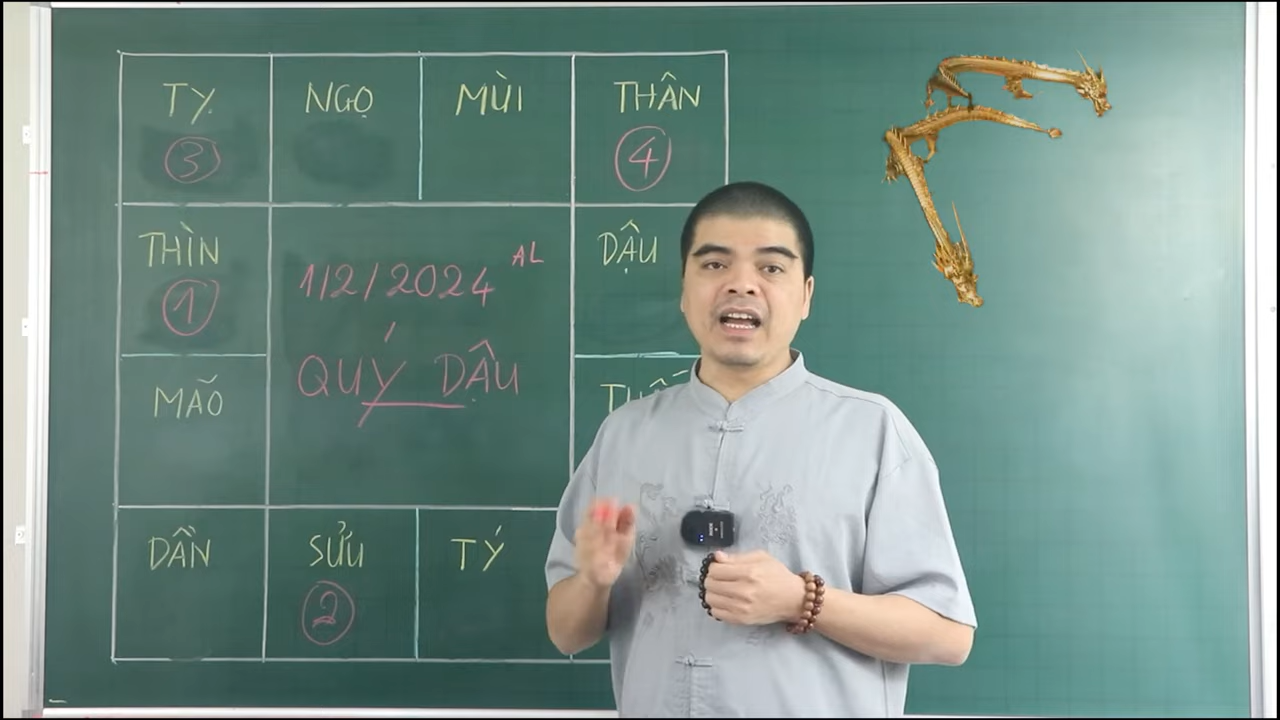 TỴ NGỌ MÙI THÂN
3 4
THÌN DẬU
1
1/2/2024 AL
QUÝ DẬU
MÃO
DẦN SỬU TÝ
2